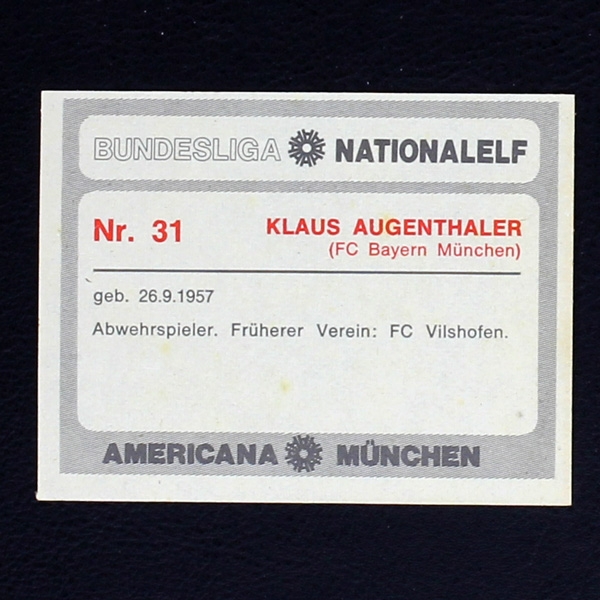 BUNDESLIGA NATIONALELF
Nr. 31 KLAUS AUGENTHALER
(FC Bayern München)
geb. 26.9.1957
Abwehrspieler. Früherer Verein: FC Vilshofen.
AMERICANA MÜNCHEN